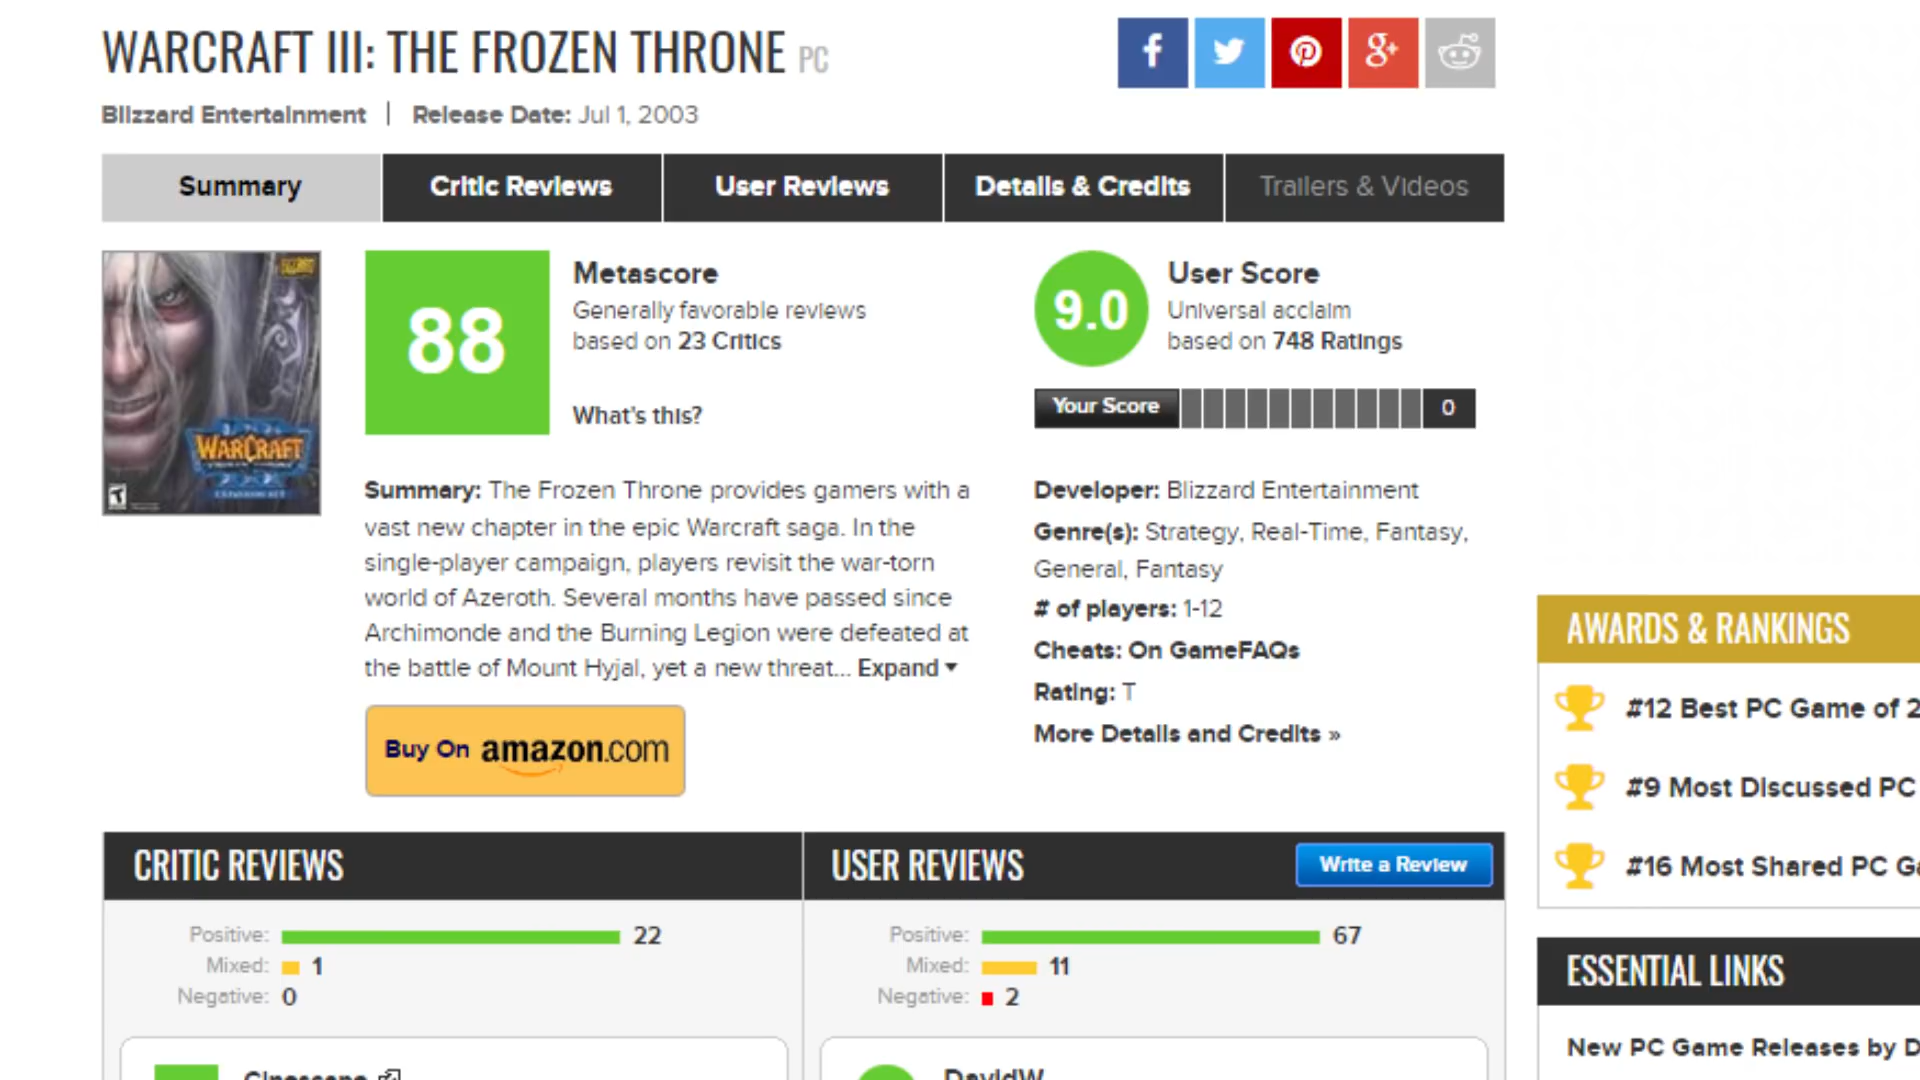 WARCRAFT III: THE FROZEN THRONE PC
Blizzard Entertainment | Release Date: Jul 1, 2003
Summary
Critic Reviews
User Reviews
Details & Credits
Trailers & Videos
WARCRAFT
88
Metascore
Generally favorable reviews
based on 23 Critics
What's this?
9.0
User Score
Universal acclaim
based on 748 Ratings
Your Score 0
Summary: The Frozen Throne provides gamers with a
vast new chapter in the epic Warcraft saga. In the
single-player campaign, players revisit the war-torn
world of Azeroth. Several months have passed since
Archimonde and the Burning Legion were defeated at
the battle of Mount Hyjal, yet a new threat... Expand
Buy On amazon.com
Developer: Blizzard Entertainment
Genre(s): Strategy, Real-Time, Fantasy,
General, Fantasy
# of players: 1-12
Cheats: On GameFAQs
Rating: T
More Details and Credits »
AWARDS & RANKINGS
#12 Best PC Game of 2
#9 Most Discussed PC
#16 Most Shared PC Ga
CRITIC REVIEWS
Positive: 22
Mixed: 1
Negative: 0
USER REVIEWS
Write a Review
Positive: 67
Mixed: 11
Negative: 2
ESSENTIAL LINKS
New PC Game Releases by D
DavidW